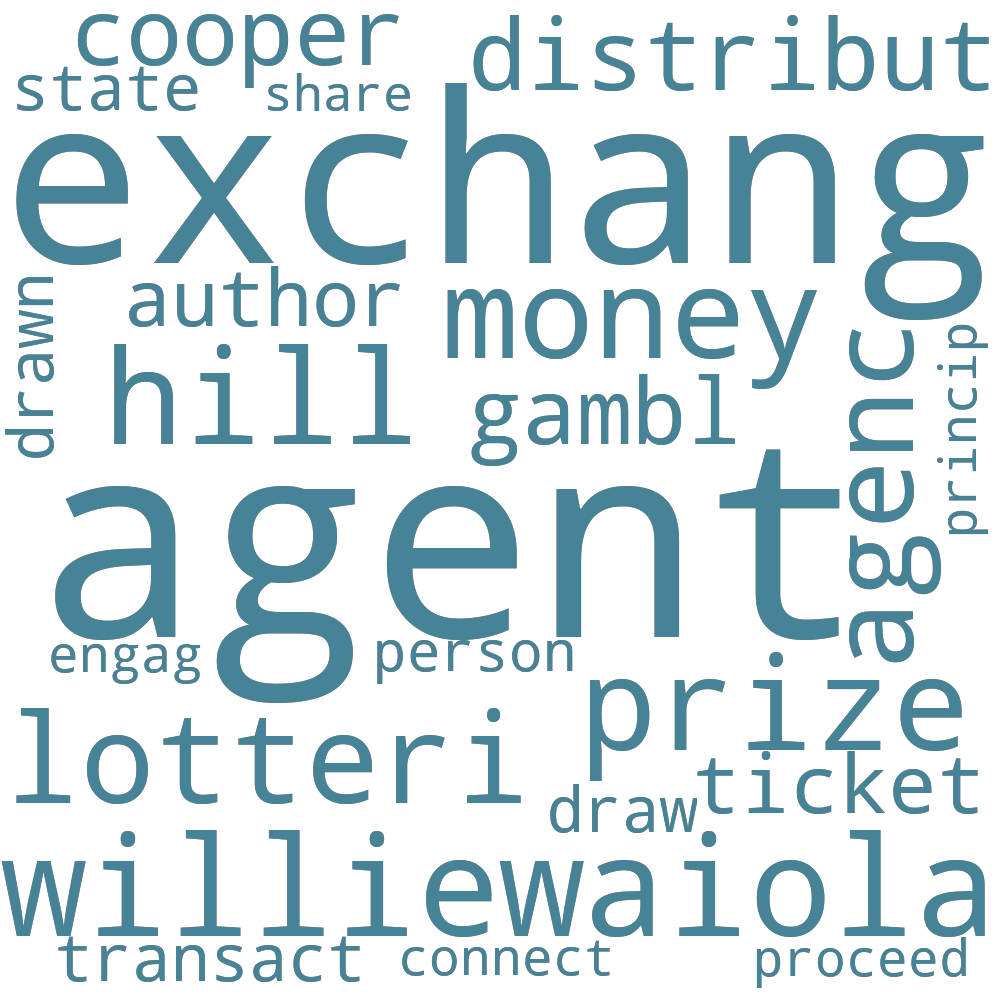 cooper
distribut
state
share
exchang
drawn
author
money
hill
gambl
agenc
princip
agent
engag
person
prize
lotteri
ticket
draw
williewaiola
transact
connect
proceed